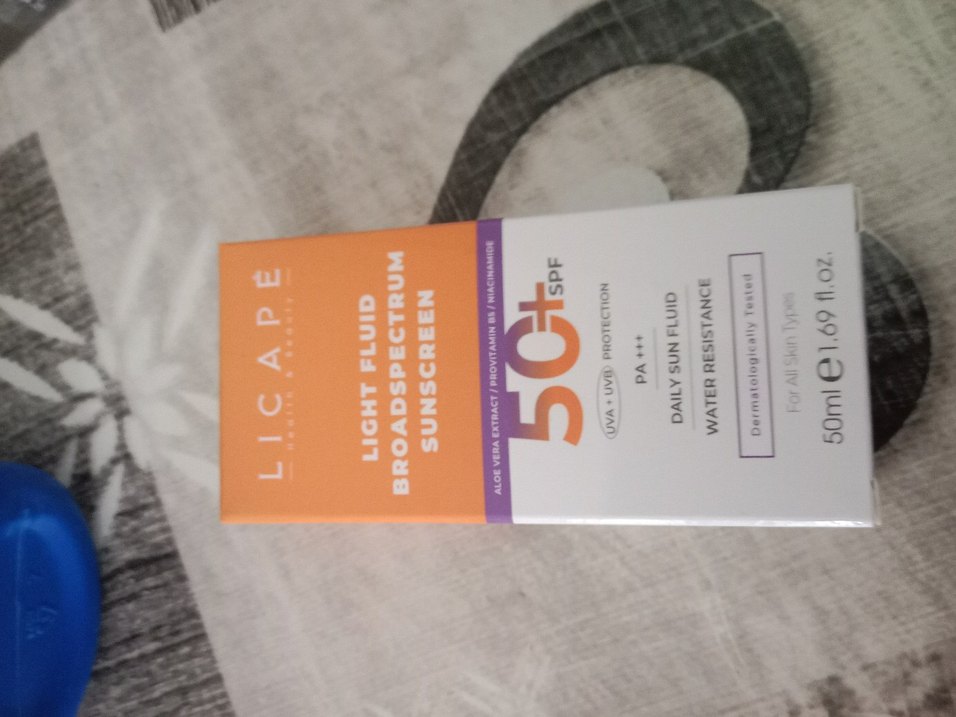 LICAPĖ
Health & Beauty
LIGHT FLUID
BROADSPECTRUM
SUNSCREEN
ALOE VERA EXTRACT / PROVITAMIN B5 / NIACINAMIDE
50+ SPF
UVA + UVB PROTECTION
PA +++
DAILY SUN FLUID
WATER RESISTANCE
Dermatologically Tested
For All Skin Types
50ml e 1.69 fl.oz.